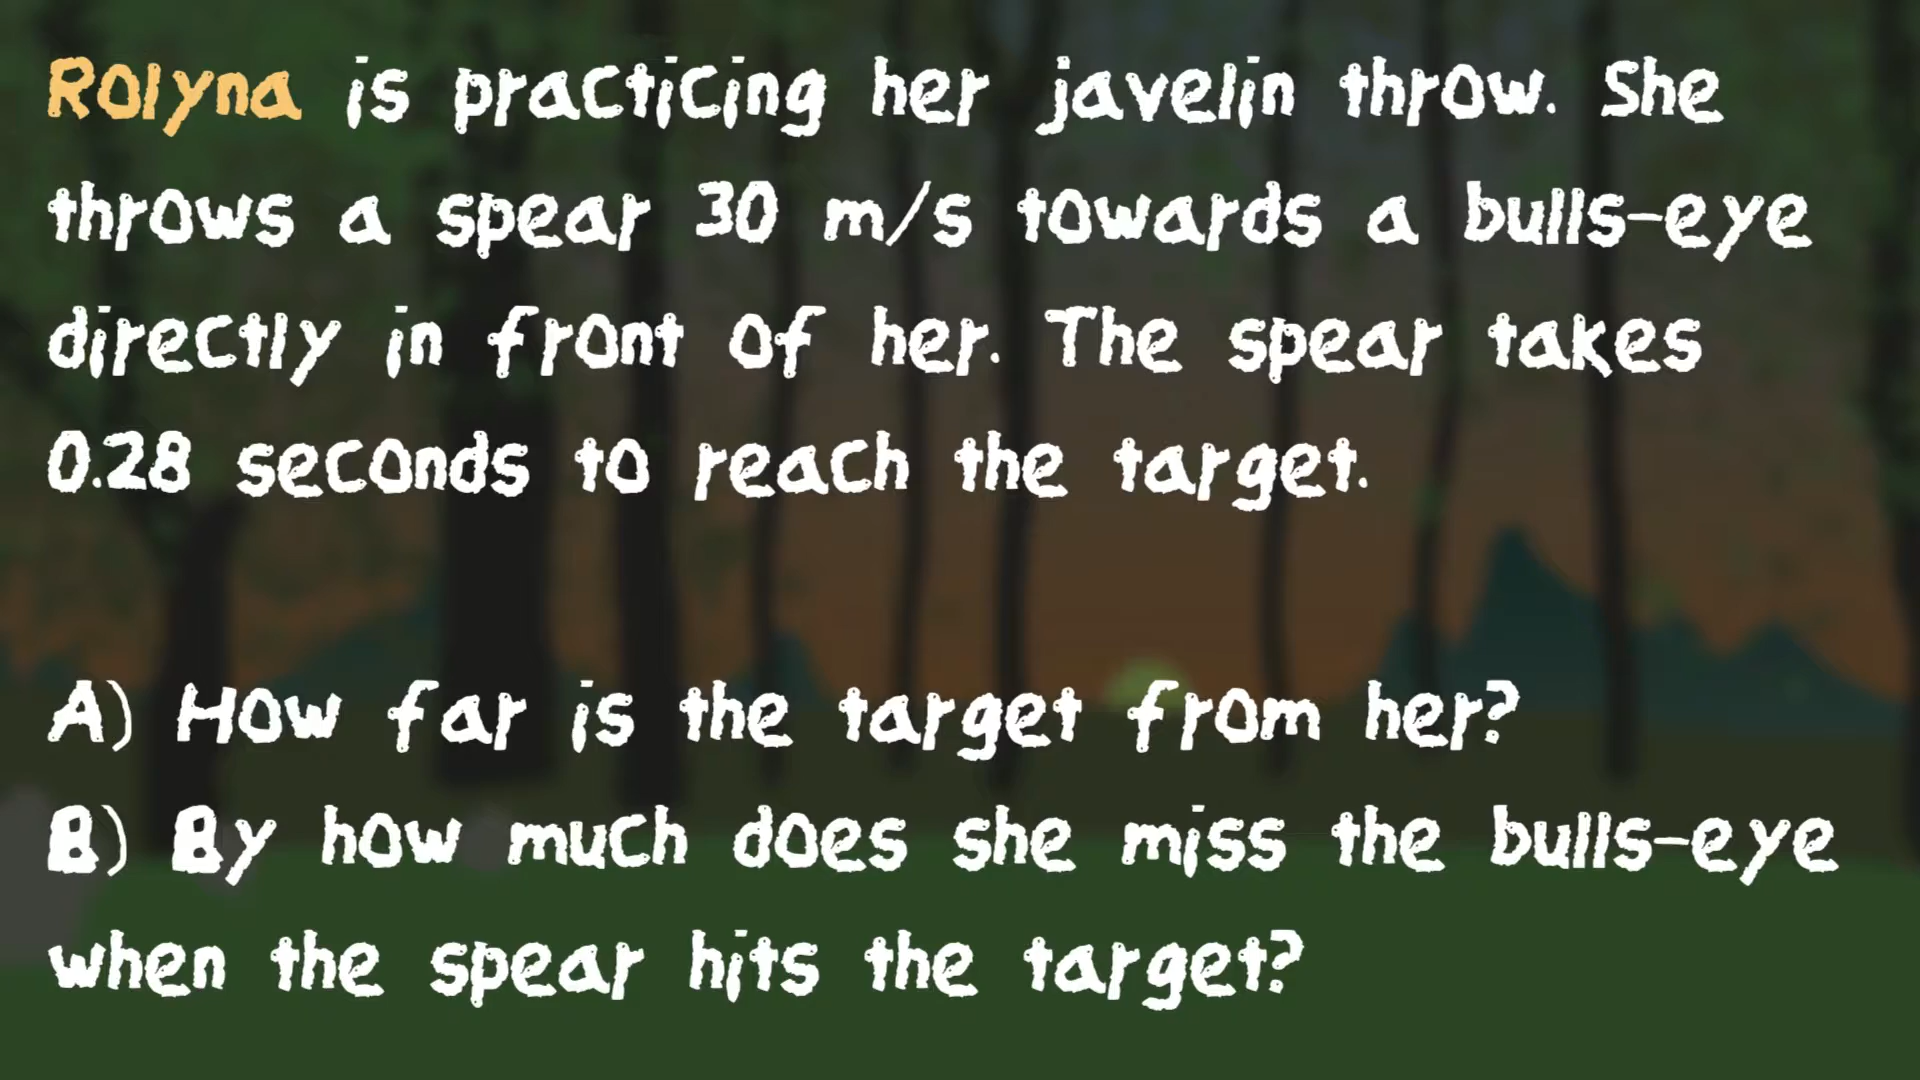 Rolyna is practicing her javelin throw. She
throws a spear 30 m/s towards a bulls-eye
directly in front of her. The spear takes
0.28 seconds to reach the target.
A) How far is the target from her?
B) By how much does she miss the bulls-eye
when the spear hits the target?